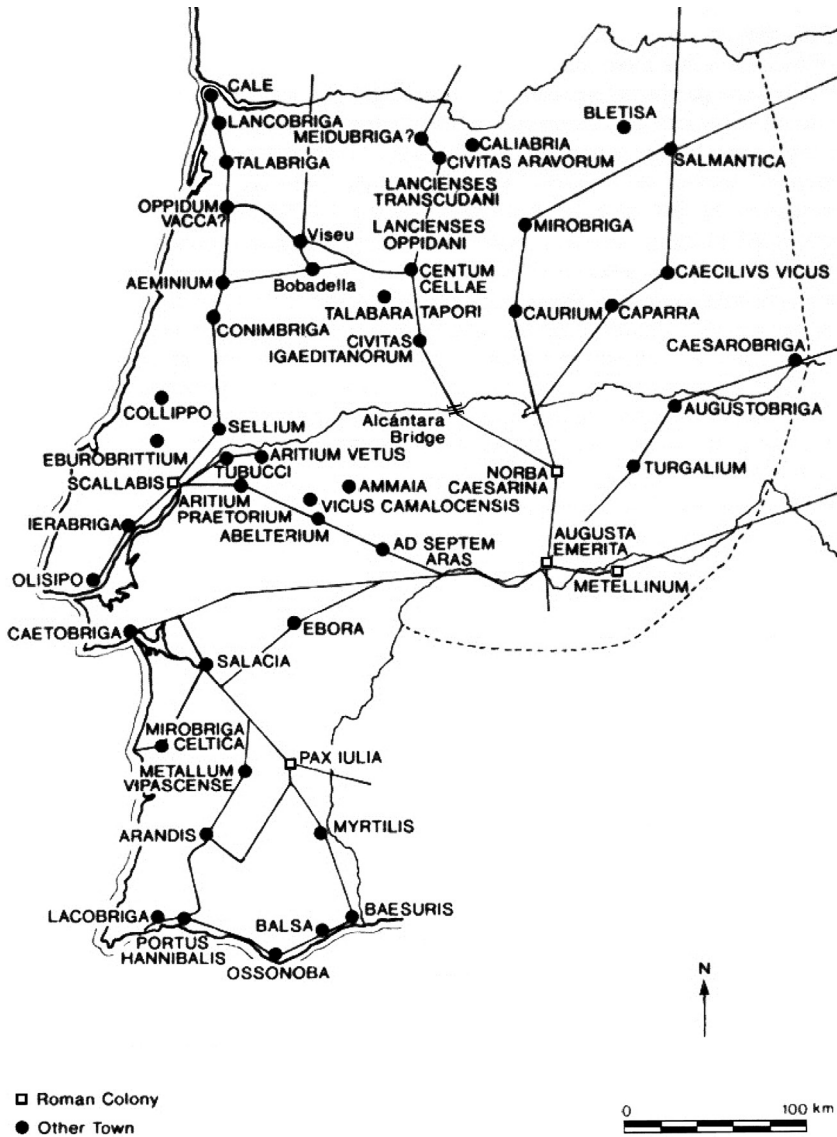 CALE
LANCOBRIGA
MEIDUBRIGA?
CALIABRIA
BLETISA
TALABRIGA
CIVITAS ARAVORUM
SALMANTICA
LANCIENSES
TRANSCUDANI
OPPIDUM
VACCA?
Viseu
LANCIENSES
OPPIDANI
MIROBRIGA
AEMINIUM
Bobadella
CENTUM
CELLAE
CAECILIVS VICUS
CONIMBRIGA
TALABARA
TAPORI
CAURIUM
CAPARRA
CIVITAS
IGAEDITANORUM
CAESAROBRIGA
COLLIPPO
SELLIUM
Alcántara
Bridge
AUGUSTOBRIGA
EBUROBRITTIUM
ARITIUM VETUS
TUBUCCI
TURGALIUM
SCALLABIS
ARITIUM
PRAETORIUM
AMMAIA
VICUS CAMALOCENSIS
NORBA
CAESARINA
IERABRIGA
ABELTERIUM
AD SEPTEM
ARAS
AUGUSTA
EMERITA
OLISIPO
METELLINUM
CAETOBRIGA
EBORA
SALACIA
MIROBRIGA
CELTICA
PAX IULIA
METALLUM
VIPASCENSE
ARANDIS
MYRTILIS
LACOBRIGA
BALSA
BAESURIS
PORTUS
HANNIBALIS
OSSONOBA
N
Roman Colony
Other Town
0 100 km